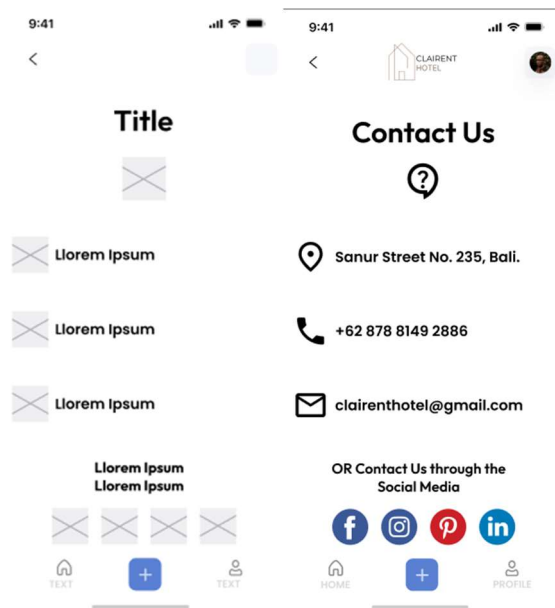 9:41
Title
Llorem Ipsum
Llorem Ipsum
Llorem Ipsum
Llorem Ipsum
Llorem Ipsum
TEXT
TEXT
9:41
CLAIRENT
HOTEL
Contact Us
Sanur Street No. 235, Bali.
+62 878 8149 2886
clairenthotel@gmail.com
OR Contact Us through the
Social Media
HOME
PROFILE